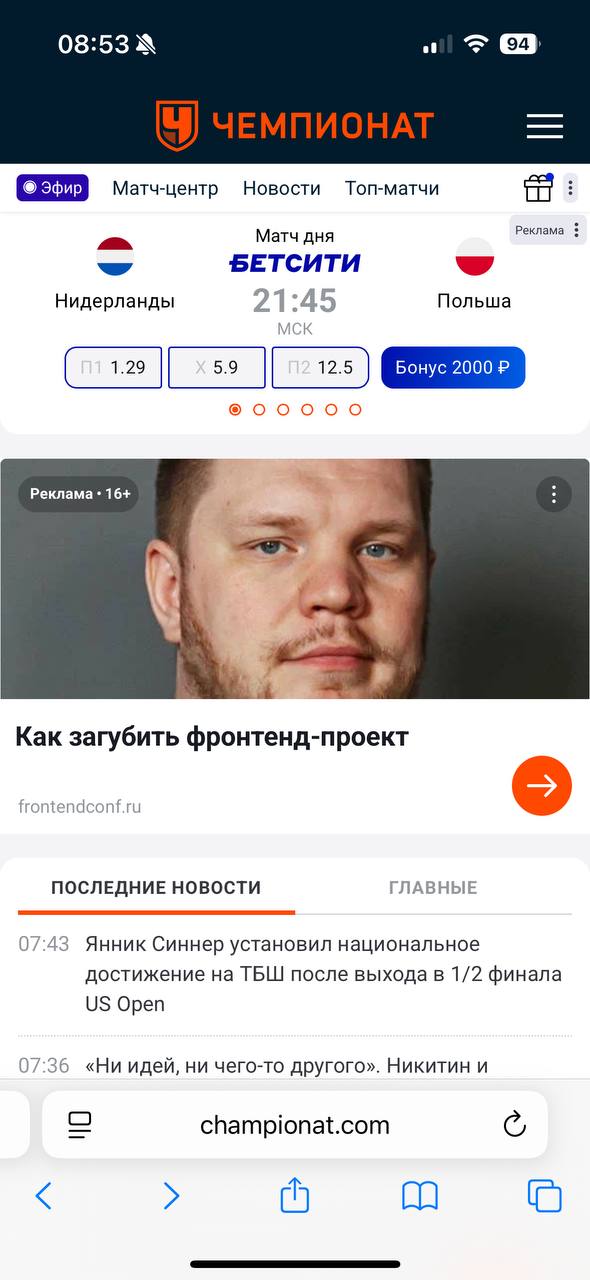 08:53
94
ЧЕМПИОНАТ
Эфир Матч-центр Новости Топ-матчи
Реклама
Матч дня
БЕТСИТИ
Нидерланды 21:45 Польша
МСК
П1 1.29 X 5.9 П2 12.5 Бонус 2000 ₽
Реклама • 16+
Как загубить фронтенд-проект
frontendconf.ru
ПОСЛЕДНИЕ НОВОСТИ ГЛАВНЫЕ
07:43 Янник Синнер установил национальное
достижение на ТБШ после выхода в 1/2 финала
US Open
07:36 «Ни идей, ни чего-то другого». Никитин и
championat.com